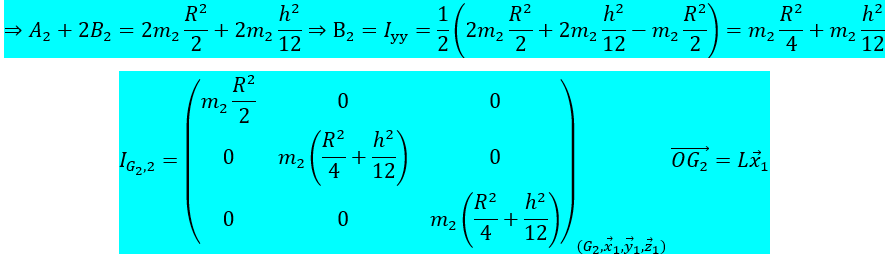 ⇒ A₂ + 2B₂ = 2m₂ R²/2 + 2m₂ h²/12 ⇒ B₂ = I_yy = 1/2 (2m₂ R²/2 + 2m₂ h²/12 − m₂ R²/2) = m₂ R²/4 + m₂ h²/12
m₂ R²/2 0 0
I_G₂,₂ = ( 0 m₂ (R²/4 + h²/12) 0 ) OG₂⃗ = Lx⃗₁
0 0 m₂ (R²/4 + h²/12)
(G₂,x⃗₁,y⃗₁,z⃗₁)